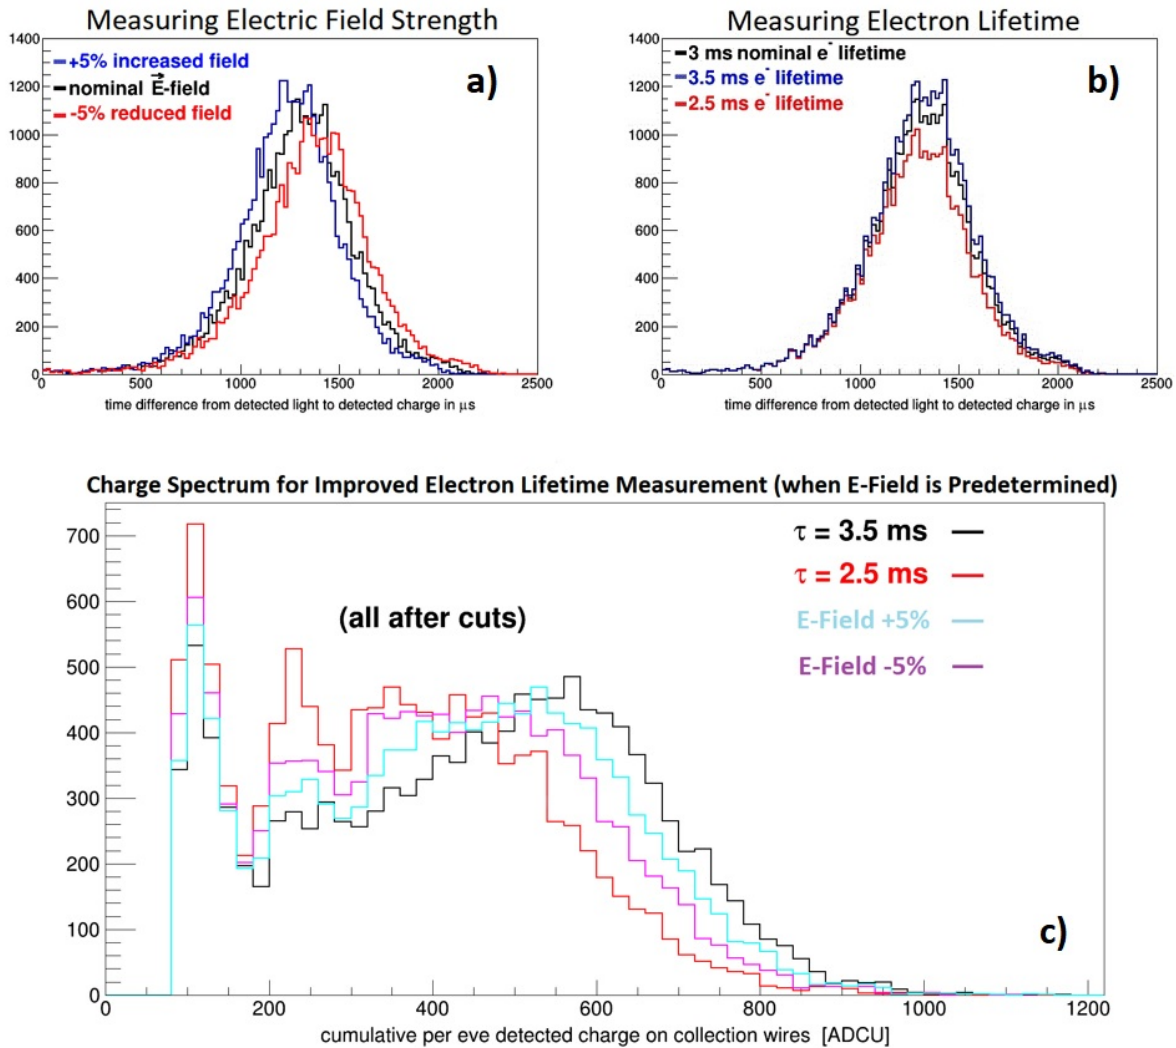 Measuring Electric Field Strength
1400
1200
1000
800
600
400
200
0
+5% increased field
nominal E-field
-5% reduced field
a)
0 500 1000 1500 2000 2500
time difference from detected light to detected charge in μs
Measuring Electron Lifetime
1400
1200
1000
800
600
400
200
0
3 ms nominal e- lifetime
3.5 ms e- lifetime
2.5 ms e- lifetime
b)
0 500 1000 1500 2000 2500
time difference from detected light to detected charge in μs
Charge Spectrum for Improved Electron Lifetime Measurement (when E-Field is Predetermined)
700
600
500
400
300
200
100
0
(all after cuts)
τ = 3.5 ms
τ = 2.5 ms
E-Field +5%
E-Field -5%
c)
0 200 400 600 800 1000 1200
cumulative per eve detected charge on collection wires [ADCU]